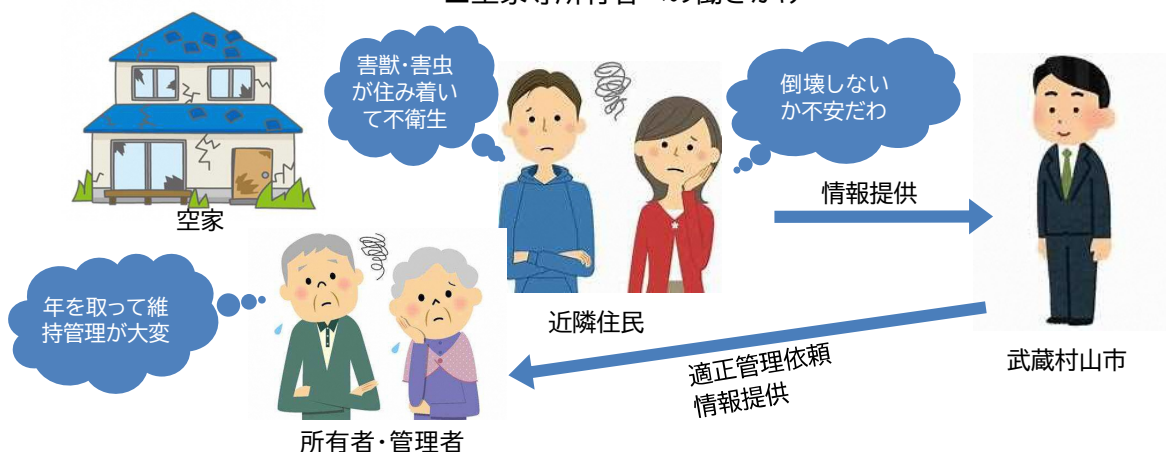 害獣・害虫
が住み着い
て不衛生
倒壊しない
か不安だわ
情報提供
空家
年を取って維
持管理が大変
近隣住民
適正管理依頼
情報提供
武蔵村山市
所有者・管理者